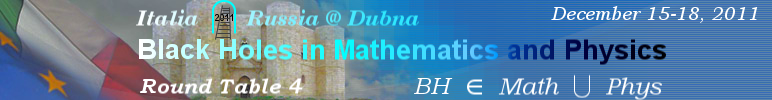 Italia 2011 Russia @ Dubna
December 15-18, 2011
Black Holes in Mathematics and Physics
Round Table 4
BH ∈ Math ∪ Phys